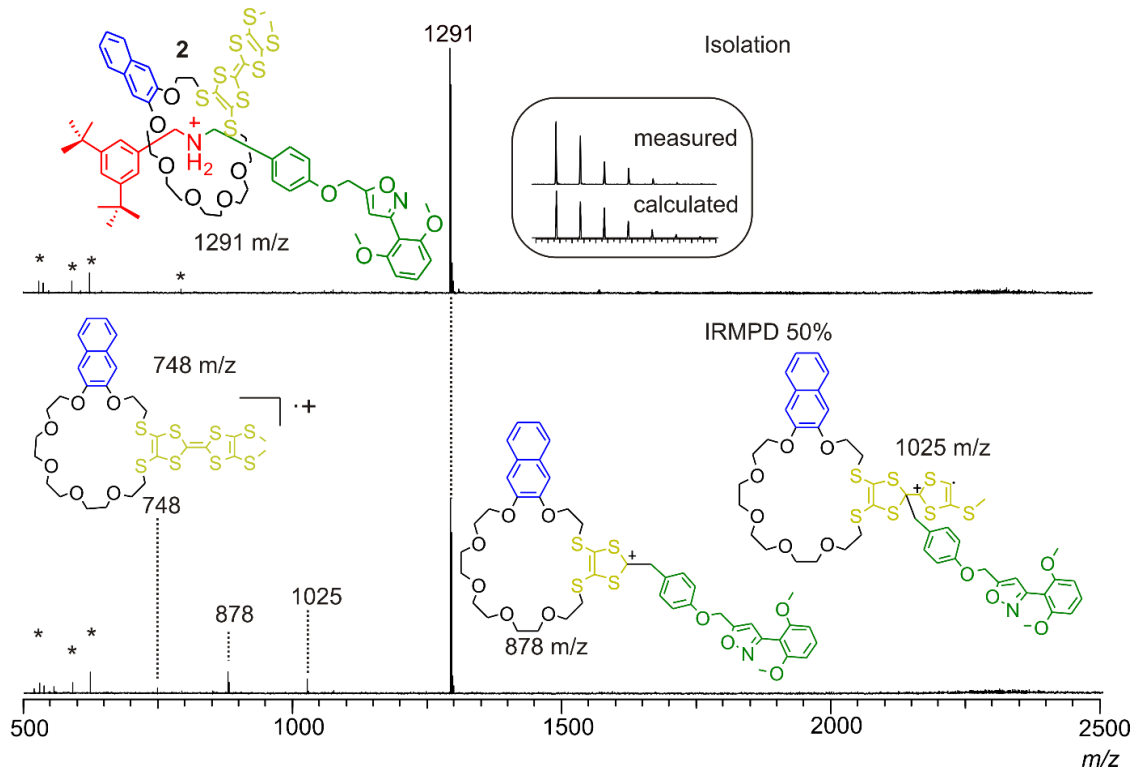 2
1291
Isolation
measured
calculated
1291 m/z
S S S S S S S S
O O O O O O
N
+
H2
O
O
N
O
O
* * * *
IRMPD 50%
748 m/z
·+
O O
S S S S S S S S
O O O O
748
1025 m/z
O O
S S S S S S S
+
·
O O O O
O
O
N
O
O
O O
S S S S
+
O O O O
O
O
N
O
O
878 m/z
1025
878
* * *
500 1000 1500 2000 2500
m/z